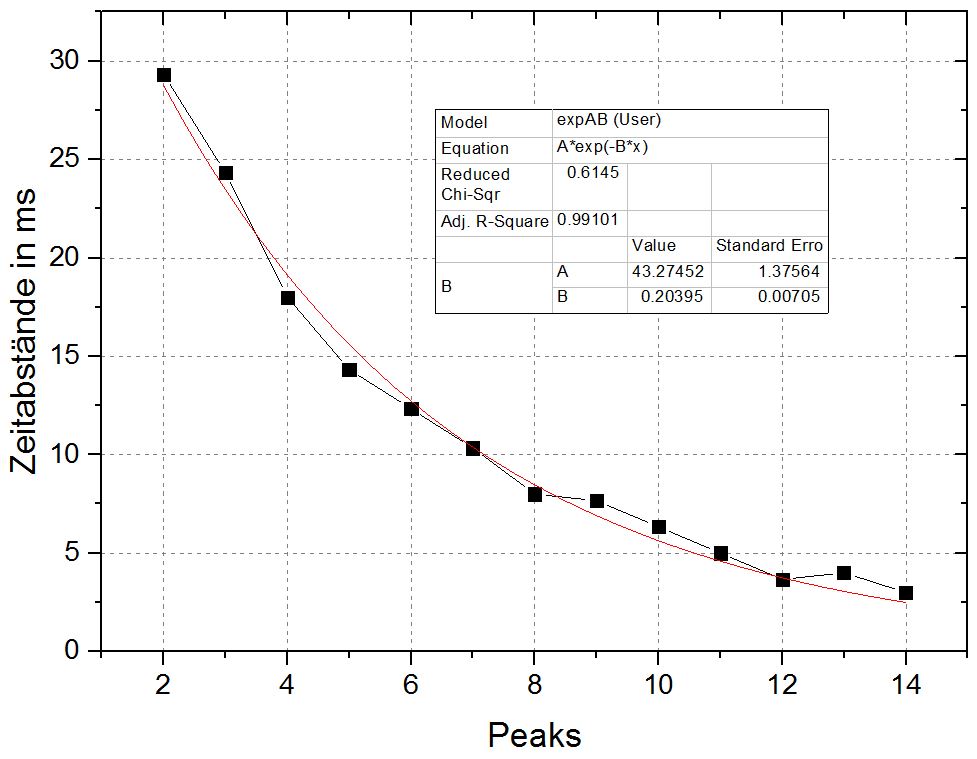 30
25
20
15
10
5
0
Zeitabstände in ms
Model expAB (User)
Equation A*exp(-B*x)
Reduced Chi-Sqr 0.6145
Adj. R-Square 0.99101
Value Standard Erro
B A 43.27452 1.37564
B 0.20395 0.00705
2 4 6 8 10 12 14
Peaks